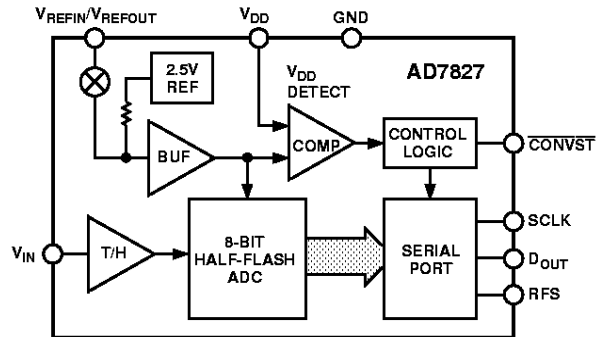 VREFIN/VREFOUT
VDD
GND
AD7827
2.5V
REF
VDD
DETECT
BUF
COMP
CONTROL
LOGIC
CONVST
VIN
T/H
8-BIT
HALF-FLASH
ADC
SERIAL
PORT
SCLK
DOUT
RFS